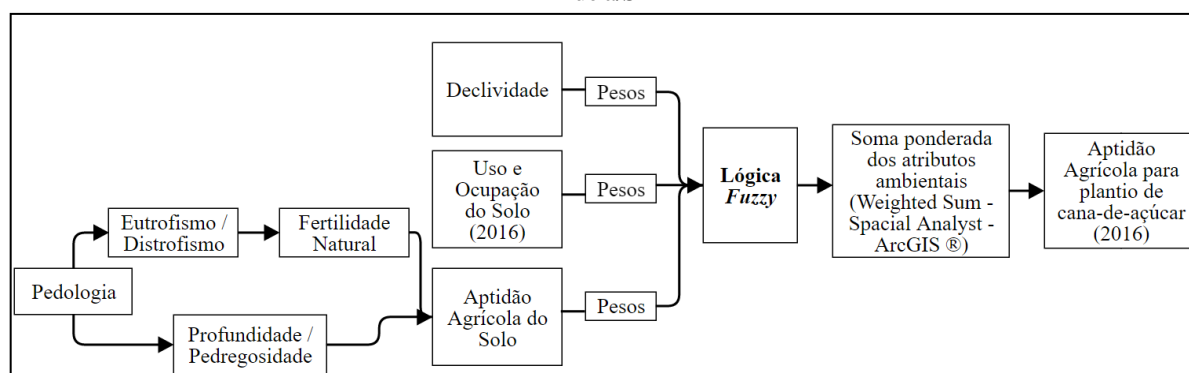 Declividade
Pesos
Uso e
Ocupação
do Solo
(2016)
Pesos
Lógica
Fuzzy
Soma ponderada
dos atributos
ambientais
(Weighted Sum -
Spacial Analyst -
ArcGIS ®)
Aptidão
Agrícola para
plantio de
cana-de-açúcar
(2016)
Eutrofismo /
Distrofismo
Fertilidade
Natural
Pedologia
Aptidão
Agrícola do
Solo
Pesos
Profundidade /
Pedregosidade